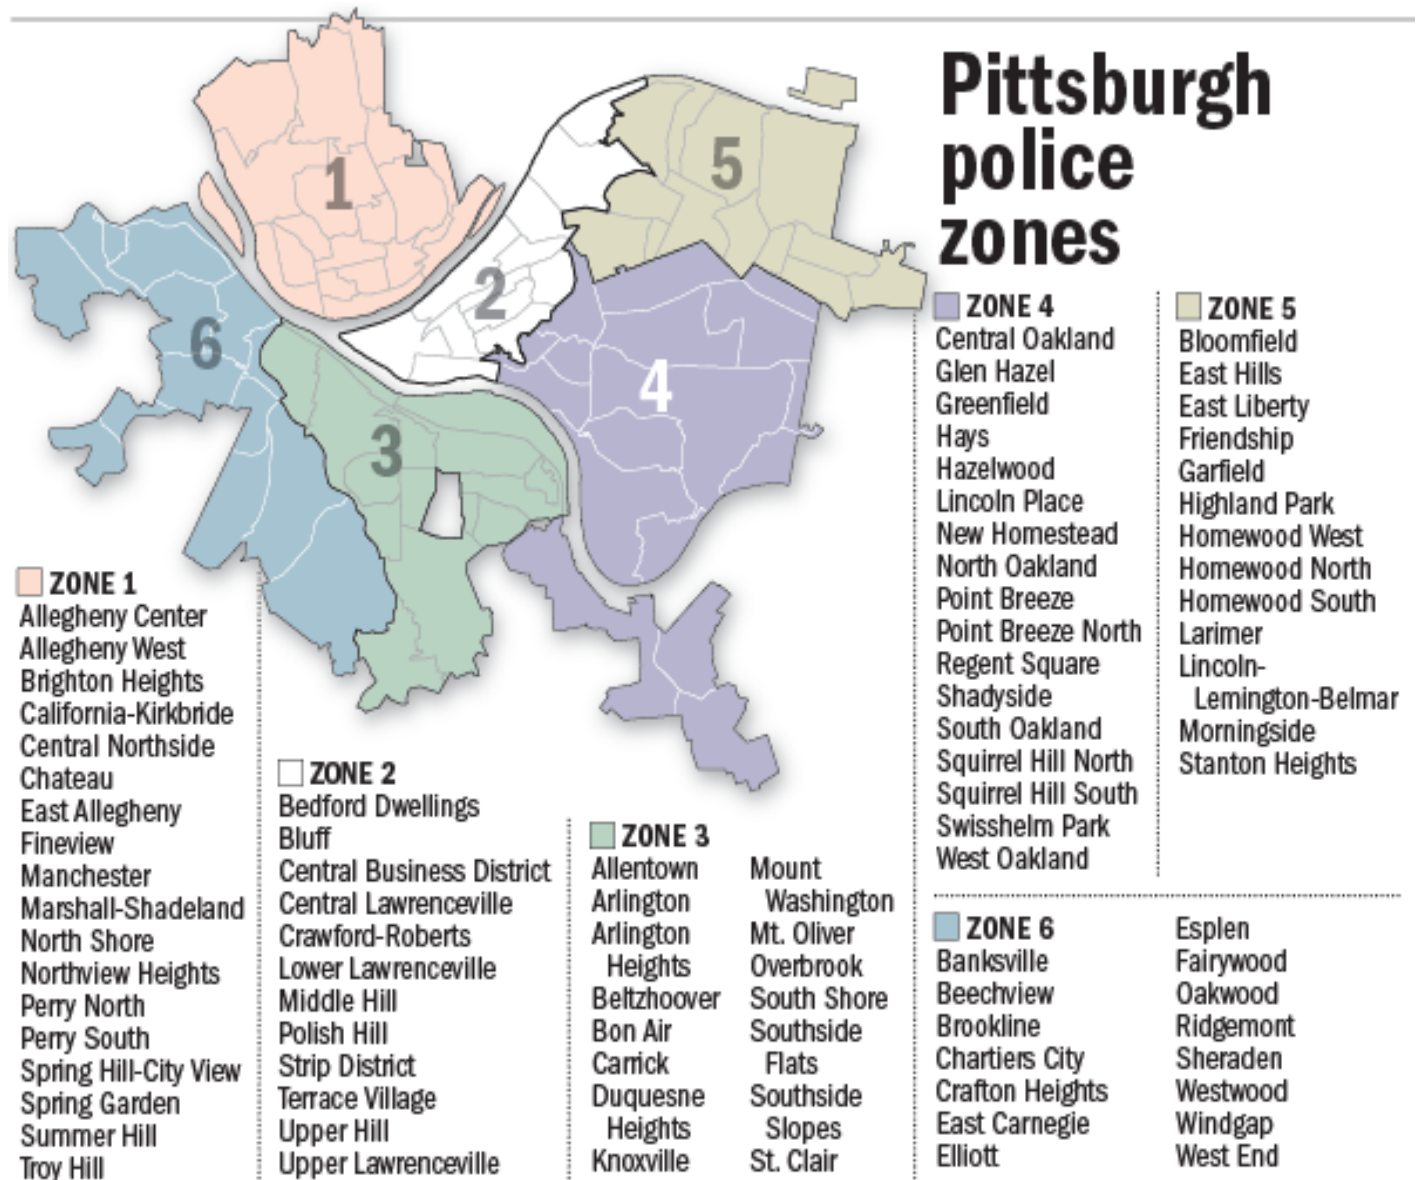 Pittsburgh
police
zones
1
2
3
4
5
6
ZONE 1
Allegheny Center
Allegheny West
Brighton Heights
California-Kirkbride
Central Northside
Chateau
East Allegheny
Fineview
Manchester
Marshall-Shadeland
North Shore
Northview Heights
Perry North
Perry South
Spring Hill-City View
Spring Garden
Summer Hill
Troy Hill
ZONE 2
Bedford Dwellings
Bluff
Central Business District
Central Lawrenceville
Crawford-Roberts
Lower Lawrenceville
Middle Hill
Polish Hill
Strip District
Terrace Village
Upper Hill
Upper Lawrenceville
ZONE 3
Allentown
Arlington
Arlington
Heights
Beltzhoover
Bon Air
Carrick
Duquesne
Heights
Knoxville
Mount
Washington
Mt. Oliver
Overbrook
South Shore
Southside
Flats
Southside
Slopes
St. Clair
ZONE 4
Central Oakland
Glen Hazel
Greenfield
Hays
Hazelwood
Lincoln Place
New Homestead
North Oakland
Point Breeze
Point Breeze North
Regent Square
Shadyside
South Oakland
Squirrel Hill North
Squirrel Hill South
Swisshelm Park
West Oakland
ZONE 5
Bloomfield
East Hills
East Liberty
Friendship
Garfield
Highland Park
Homewood West
Homewood North
Homewood South
Larimer
Lincoln-
Lemington-Belmar
Morningside
Stanton Heights
ZONE 6
Banksville
Beechview
Brookline
Chartiers City
Crafton Heights
East Carnegie
Elliott
Esplen
Fairywood
Oakwood
Ridgemont
Sheraden
Westwood
Windgap
West End